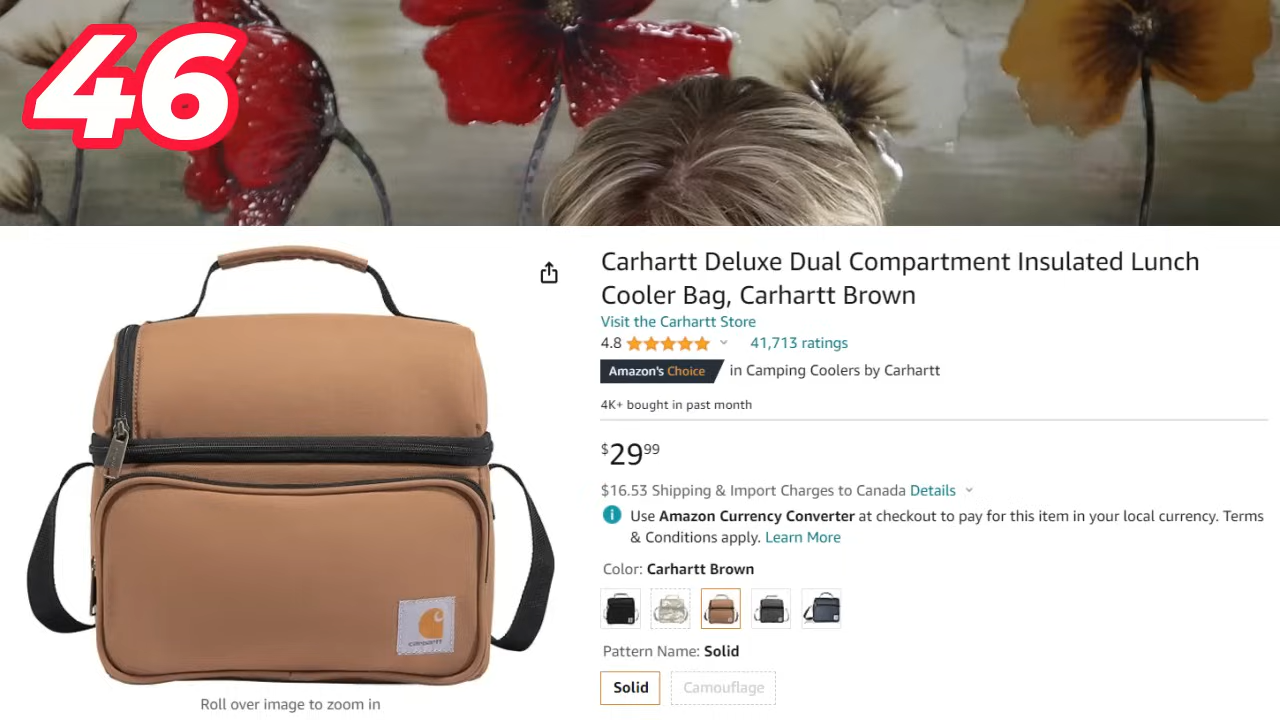 46
Carhartt Deluxe Dual Compartment Insulated Lunch
Cooler Bag, Carhartt Brown
Visit the Carhartt Store
4.8 41,713 ratings
Amazon's Choice in Camping Coolers by Carhartt
4K+ bought in past month
$29.99
$16.53 Shipping & Import Charges to Canada Details
i Use Amazon Currency Converter at checkout to pay for this item in your local currency. Terms
& Conditions apply. Learn More
Color: Carhartt Brown
Pattern Name: Solid
Solid Camouflage
carhartt
Roll over image to zoom in